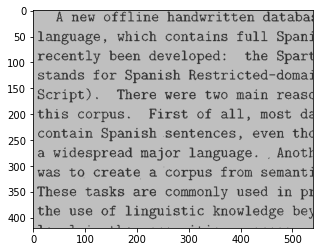 A new offline handwritten databas
language, which contains full Spani
recently been developed: the Spart
stands for Spanish Restricted-domai
Script). There were two main reaso
this corpus. First of all, most da
contain Spanish sentences, even tho
a widespread major language. Anoth
was to create a corpus from semanti
These tasks are commonly used in pr
the use of linguistic knowledge bey
0
50
100
150
200
250
300
350
400
0 100 200 300 400 500